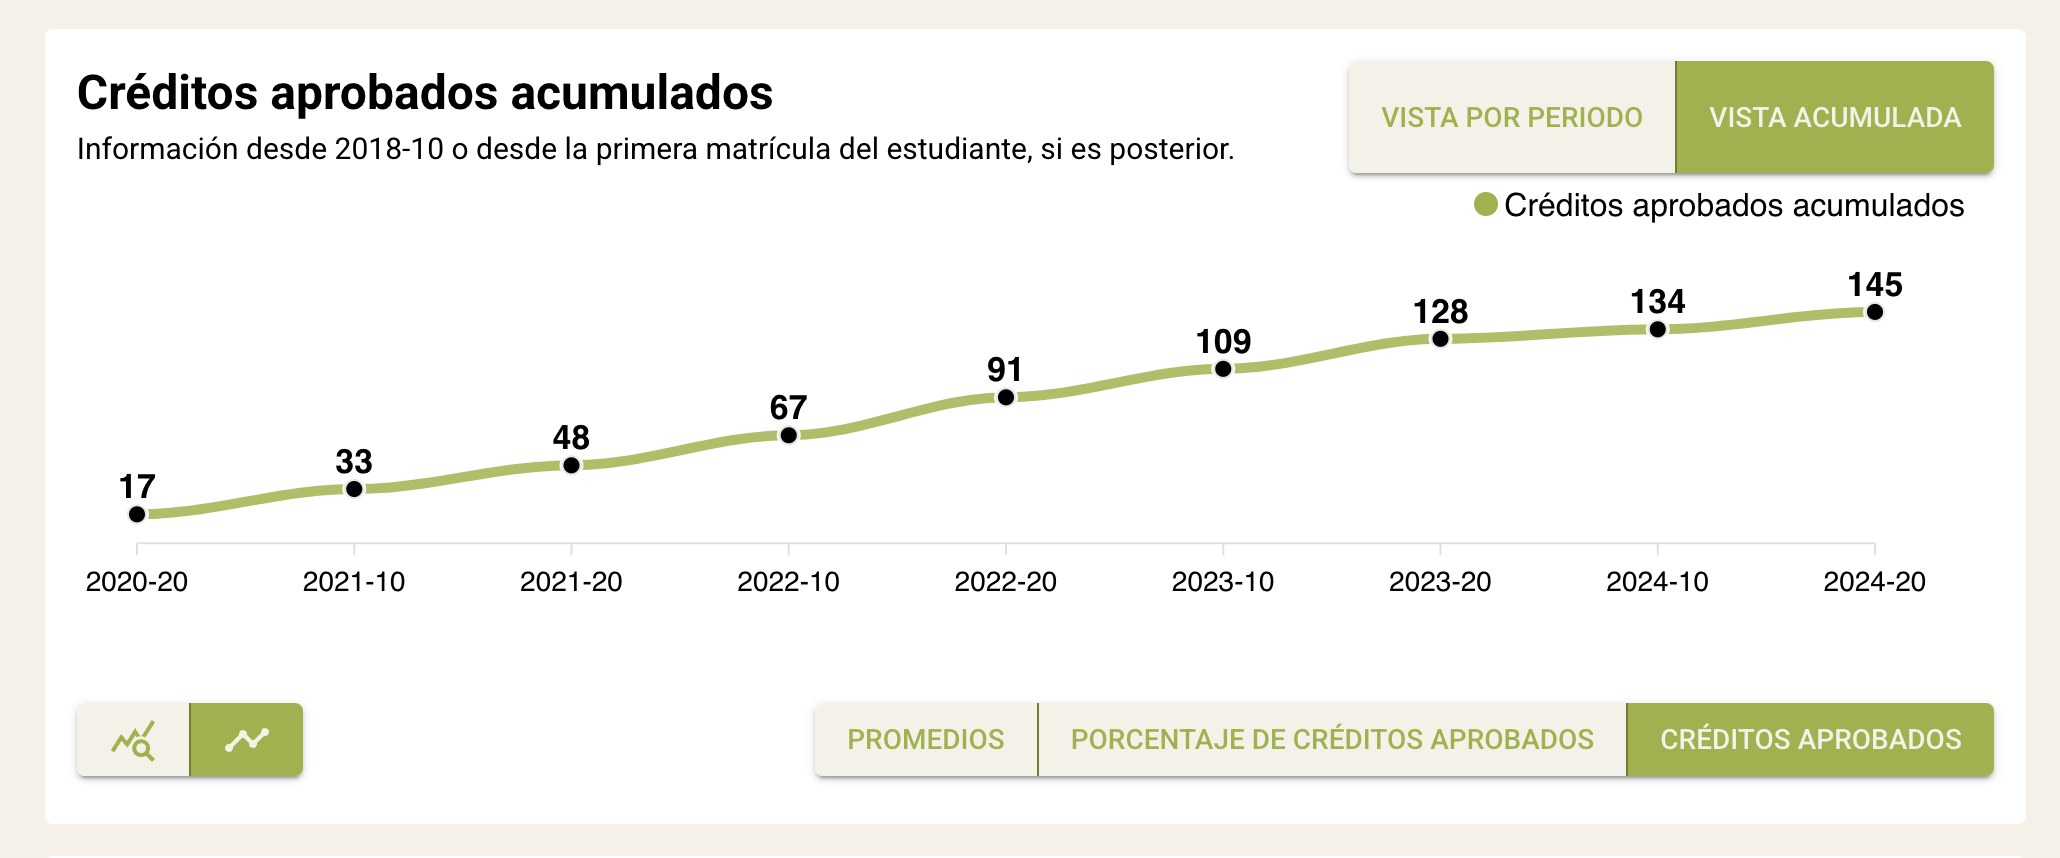 Créditos aprobados acumulados
Información desde 2018-10 o desde la primera matrícula del estudiante, si es posterior.
VISTA POR PERIODO
VISTA ACUMULADA
Créditos aprobados acumulados
17
33
48
67
91
109
128
134
145
2020-20
2021-10
2021-20
2022-10
2022-20
2023-10
2023-20
2024-10
2024-20
PROMEDIOS
PORCENTAJE DE CRÉDITOS APROBADOS
CRÉDITOS APROBADOS